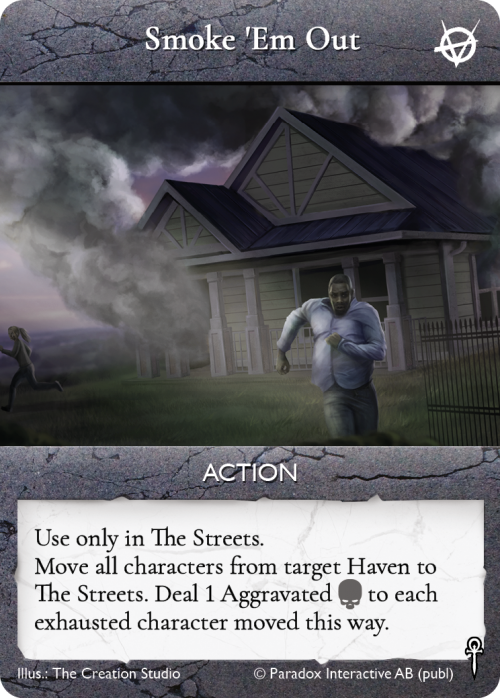 Smoke 'Em Out
ACTION
Use only in The Streets.
Move all characters from target Haven to
The Streets. Deal 1 Aggravated to each
exhausted character moved this way.
Illus.: The Creation Studio © Paradox Interactive AB (publ)